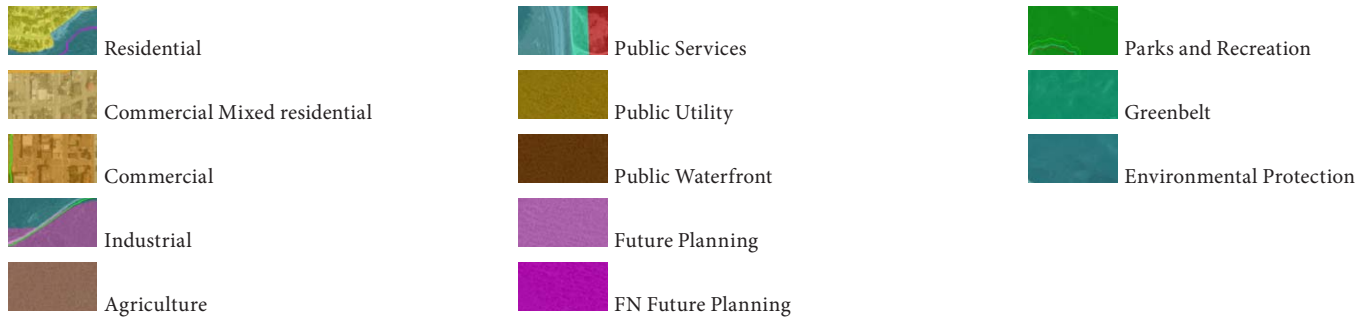 Residential
Commercial Mixed residential
Commercial
Industrial
Agriculture
Public Services
Public Utility
Public Waterfront
Future Planning
FN Future Planning
Parks and Recreation
Greenbelt
Environmental Protection